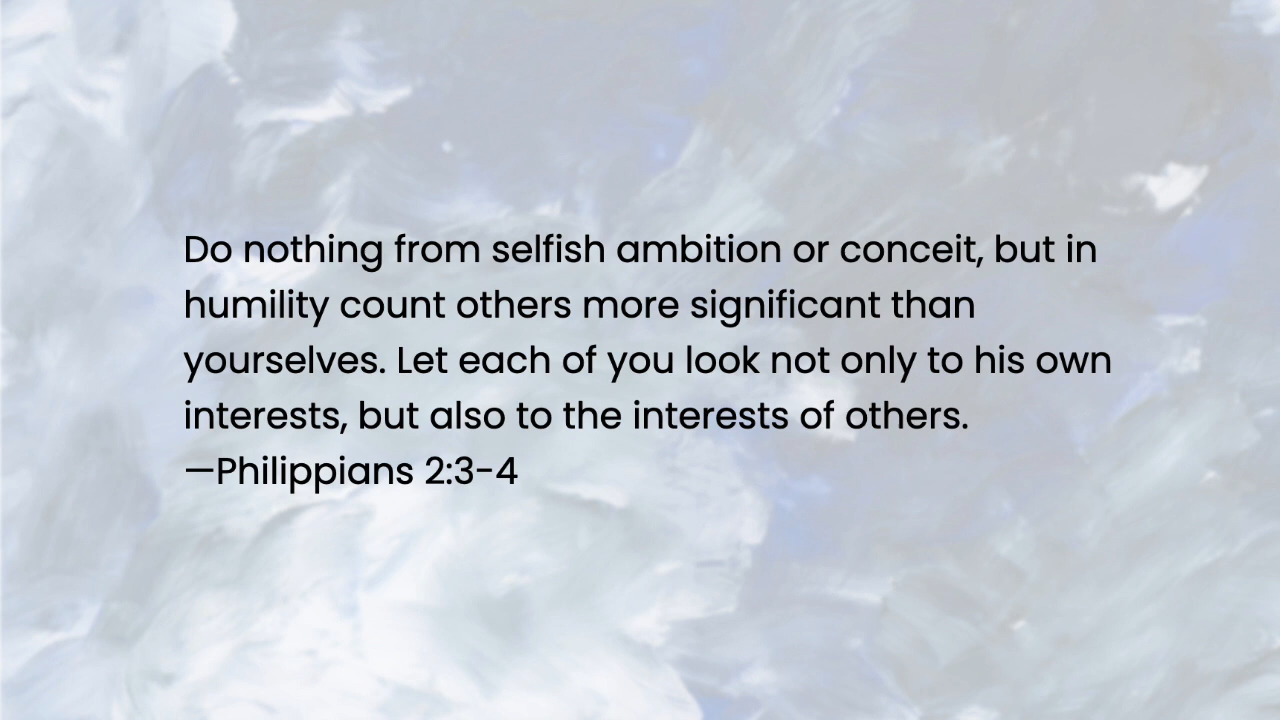 Do nothing from selfish ambition or conceit, but in
humility count others more significant than
yourselves. Let each of you look not only to his own
interests, but also to the interests of others.
—Philippians 2:3-4